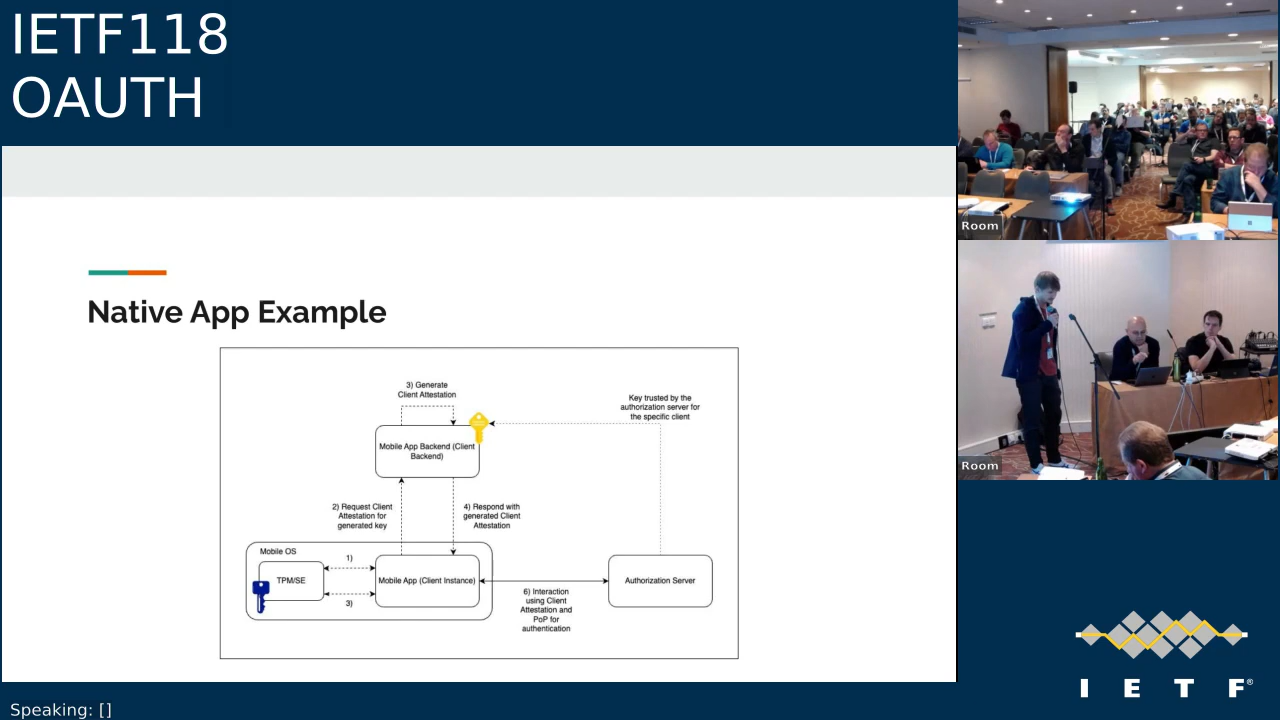 IETF118
OAUTH
Native App Example
3) Generate
Client Attestation
Key trusted by the
authorization server for
the specific client
Mobile App Backend (Client
Backend)
2) Request Client
Attestation for
generated key
4) Respond with
generated Client
Attestation
Mobile OS
1)
TPM/SE
Mobile App (Client Instance)
Authorization Server
3)
6) Interaction
using Client
Attestation and
PoP for
authentication
Room
Room
I E T F®
Speaking: []